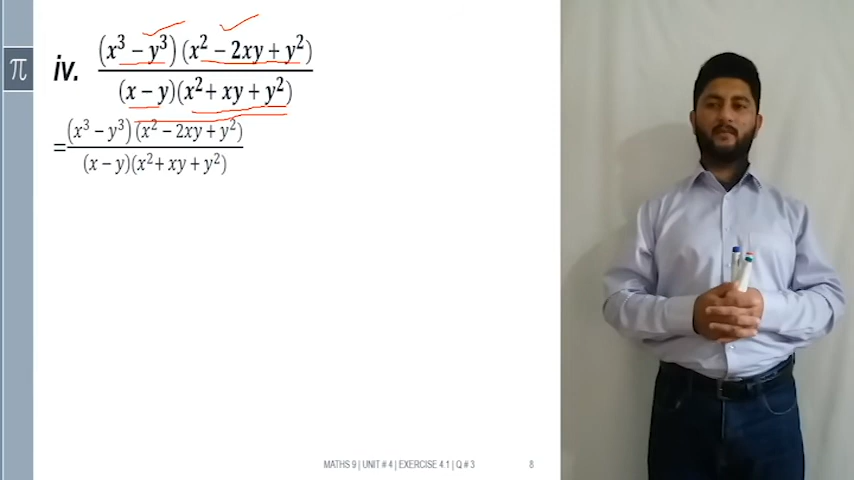 π
iv. (x³ − y³)(x² − 2xy + y²)
(x − y)(x² + xy + y²)
= (x³ − y³)(x² − 2xy + y²)
(x − y)(x² + xy + y²)
MATHS 9 | UNIT # 4 | EXERCISE 4.1 | Q # 3 8